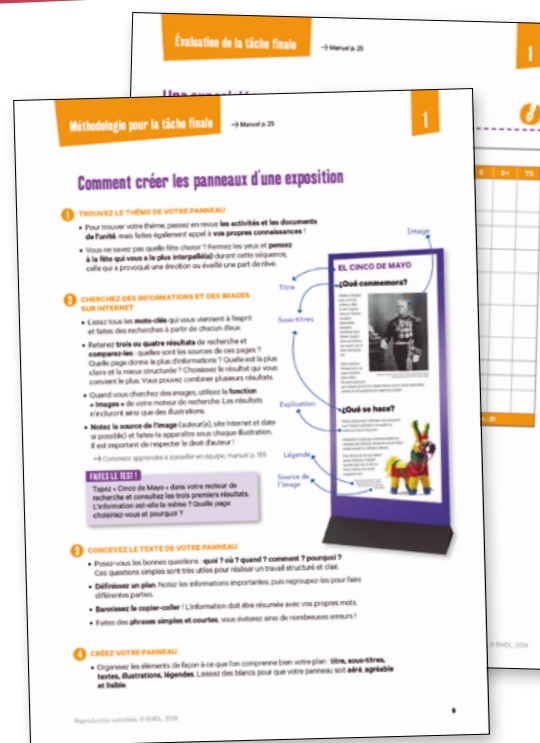 Évaluation de la tâche finale
→ Manuel p. 25
1
S
S+
TS
Méthodologie pour la tâche finale
→ Manuel p. 25
1
Comment créer les panneaux d'une exposition
1 TROUVEZ LE THÈME DE VOTRE PANNEAU
• Pour trouver votre thème, passez en revue les activités et les documents
de l'unité, mais faites également appel à vos propres connaissances !
• Vous ne savez pas quelle fête choisir ? Fermez les yeux et pensez
à la fête qui vous a le plus interpellé(e) durant cette séquence,
celle qui a provoqué une émotion ou éveillé une part de rêve.
2 CHERCHEZ DES INFORMATIONS ET DES IMAGES
SUR INTERNET
• Listez tous les mots-clés qui vous viennent à l'esprit
et faites des recherches à partir de chacun d'eux.
• Retenez trois ou quatre résultats de recherche et
comparez-les : quelles sont les sources de ces pages ?
Quelle page donne le plus d'informations ? Quelle est la plus
claire et la mieux structurée ? Choisissez le résultat qui vous
convient le plus. Vous pouvez combiner plusieurs résultats.
• Quand vous cherchez des images, utilisez la fonction
« Images » de votre moteur de recherche. Les résultats
n'incluront ainsi que des illustrations.
• Notez la source de l'image (auteur(e), site Internet et date
si possible) et faites-la apparaître sous chaque illustration.
Il est important de respecter le droit d'auteur !
→ Comment apprendre à travailler en équipe, manuel p. 155
FAITES LE TEST !
Tapez « Cinco de Mayo » dans votre moteur de
recherche et consultez les trois premiers résultats.
L'information est-elle la même ? Quelle page
choisiriez-vous et pourquoi ?
Image
Titre
Sous-titres
Explication
Légende
Source de
l'image
EL CINCO DE MAYO
¿Qué conmemora?
¿Qué se hace?
3 CONCEVEZ LE TEXTE DE VOTRE PANNEAU
• Posez-vous les bonnes questions : quoi ? où ? quand ? comment ? pourquoi ?
Ces questions simples sont très utiles pour réaliser un travail structuré et clair.
• Définissez un plan. Notez les informations importantes, puis regroupez-les pour faire
différentes parties.
• Bannissez le copier-coller ! L'information doit être résumée avec vos propres mots.
• Faites des phrases simples et courtes, vous éviterez ainsi de nombreuses erreurs !
4 CRÉEZ VOTRE PANNEAU
• Organisez les éléments de façon à ce que l'on comprenne bien votre plan : titre, sous-titres,
textes, illustrations, légendes. Laissez des blancs pour que votre panneau soit aéré, agréable
et lisible.
Reproduction autorisée, © ÉMDL, 2019
© ÉMDL, 2019